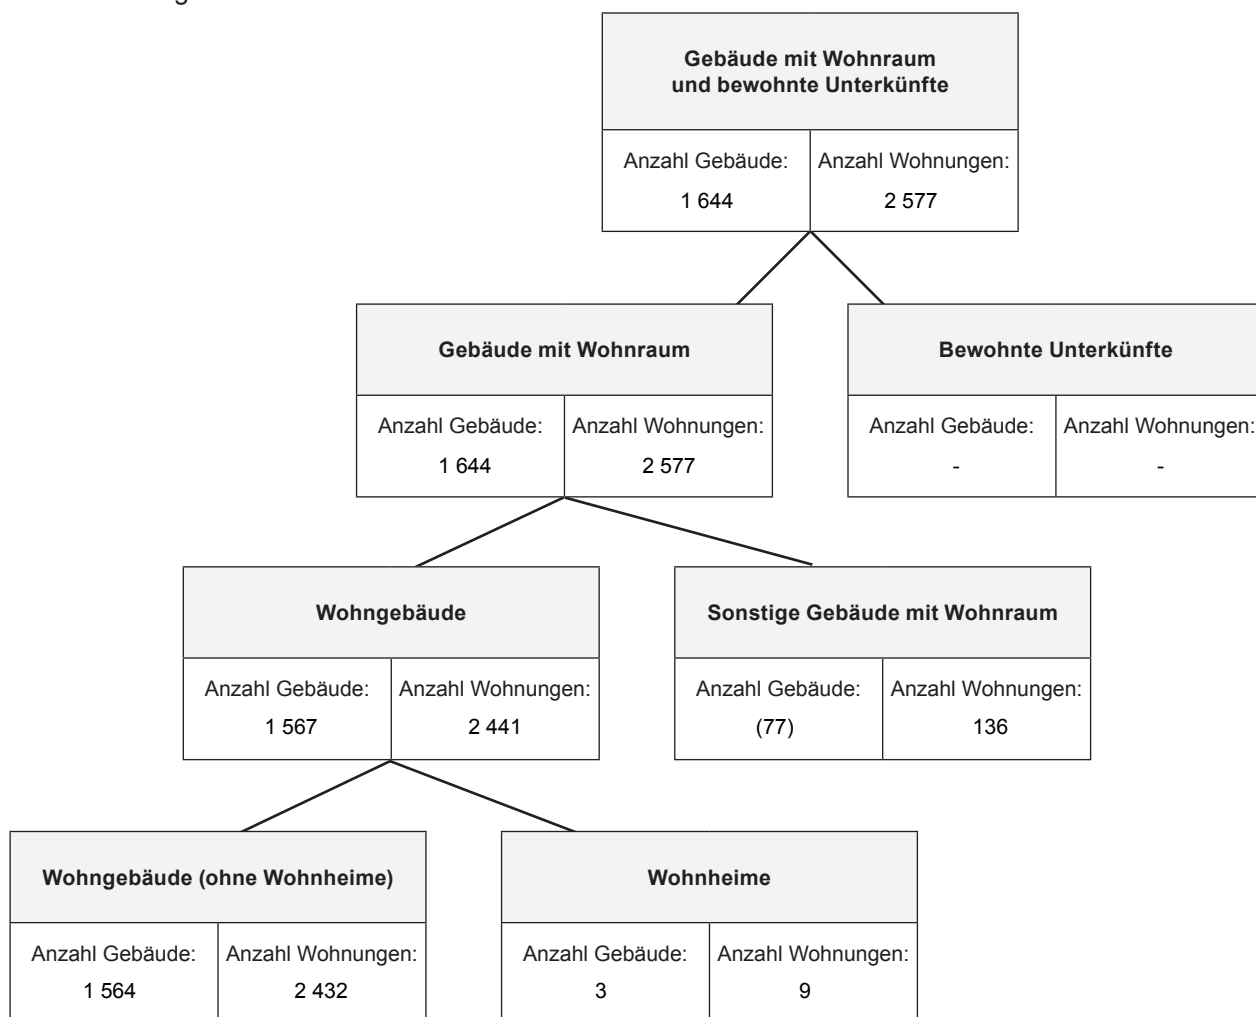 Gebäude mit Wohnraum
und bewohnte Unterkünfte
Anzahl Gebäude: Anzahl Wohnungen:
1 644 2 577
Gebäude mit Wohnraum Bewohnte Unterkünfte
Anzahl Gebäude: Anzahl Wohnungen: Anzahl Gebäude: Anzahl Wohnungen:
1 644 2 577 - -
Wohngebäude Sonstige Gebäude mit Wohnraum
Anzahl Gebäude: Anzahl Wohnungen: Anzahl Gebäude: Anzahl Wohnungen:
1 567 2 441 (77) 136
Wohngebäude (ohne Wohnheime) Wohnheime
Anzahl Gebäude: Anzahl Wohnungen: Anzahl Gebäude: Anzahl Wohnungen:
1 564 2 432 3 9